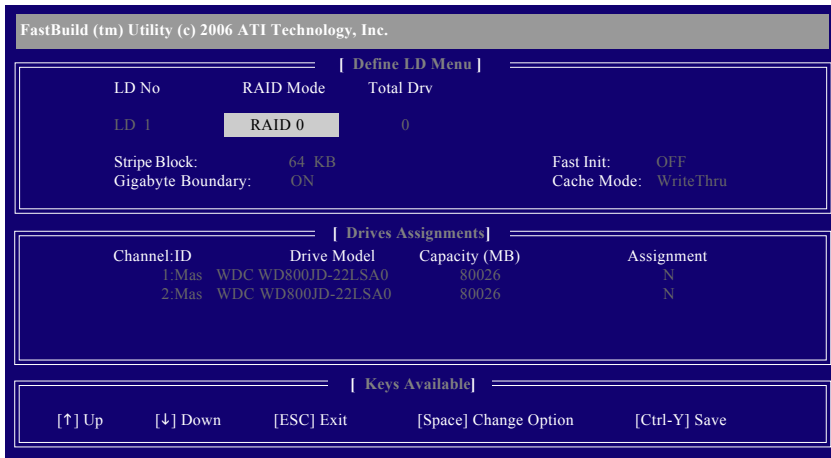 FastBuild (tm) Utility (c) 2006 ATI Technology, Inc.
[ Define LD Menu ]
LD No RAID Mode Total Drv
LD 1 RAID 0 0
Stripe Block: 64 KB Fast Init: OFF
Gigabyte Boundary: ON Cache Mode: WriteThru
[ Drives Assignments]
Channel:ID Drive Model Capacity (MB) Assignment
1:Mas WDC WD800JD-22LSA0 80026 N
2:Mas WDC WD800JD-22LSA0 80026 N
[ Keys Available]
[↑] Up [↓] Down [ESC] Exit [Space] Change Option [Ctrl-Y] Save